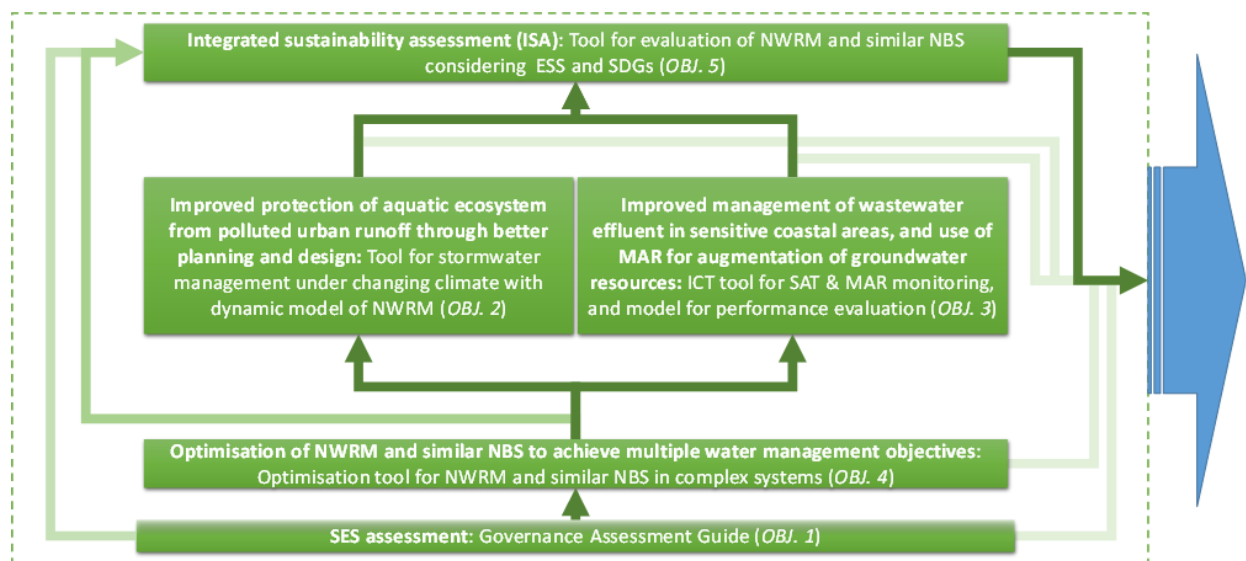 Integrated sustainability assessment (ISA): Tool for evaluation of NWRM and similar NBS
considering ESS and SDGs (OBJ. 5)
Improved protection of aquatic ecosystem
from polluted urban runoff through better
planning and design: Tool for stormwater
management under changing climate with
dynamic model of NWRM (OBJ. 2)
Improved management of wastewater
effluent in sensitive coastal areas, and use of
MAR for augmentation of groundwater
resources: ICT tool for SAT & MAR monitoring,
and model for performance evaluation (OBJ. 3)
Optimisation of NWRM and similar NBS to achieve multiple water management objectives:
Optimisation tool for NWRM and similar NBS in complex systems (OBJ. 4)
SES assessment: Governance Assessment Guide (OBJ. 1)